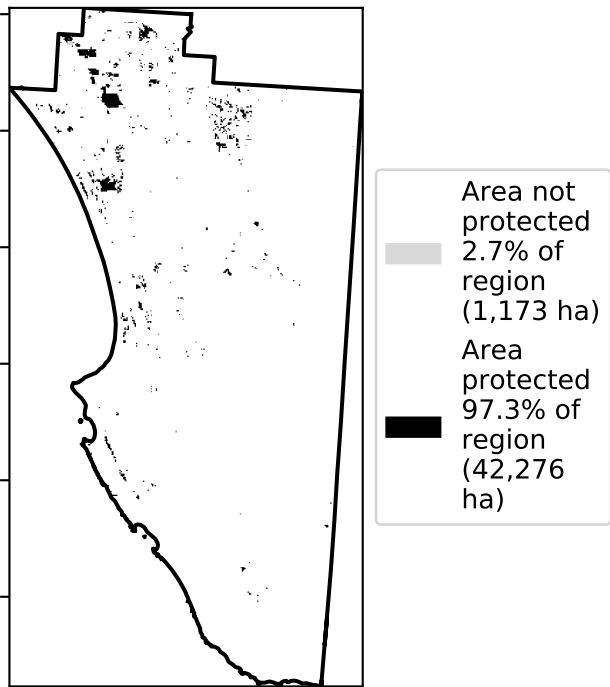 Area not
protected
2.7% of
region
(1,173 ha)
Area
protected
97.3% of
region
(42,276
ha)